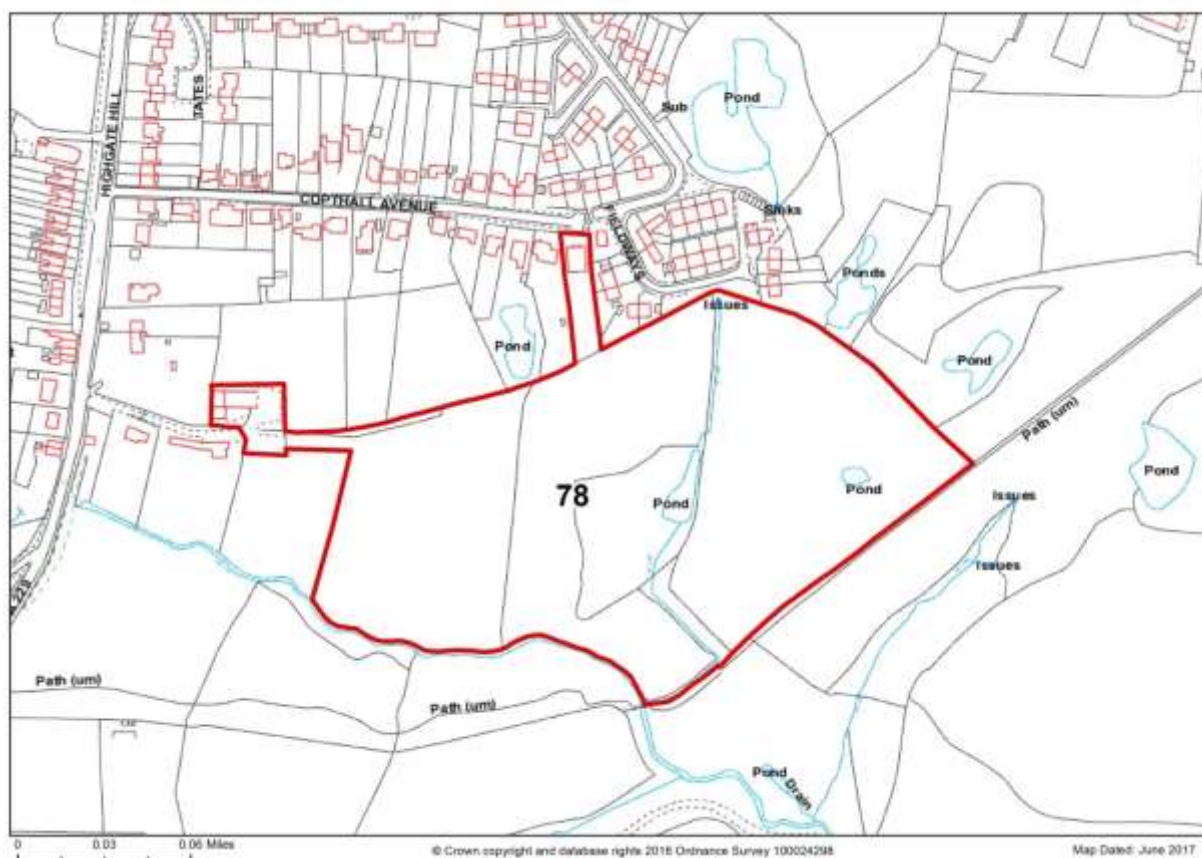 HIGHGATE HILL
TATES
Sub
Pond
COPTHALL AVENUE
FIELDWAYS
Sinks
Ponds
Issues
Pond
Pond
Path (um)
78
Pond
Pond
Pond
Issues
Issues
A 229
Path (um)
Path (um)
Pond
Drain
0 0.03 0.06 Miles
© Crown copyright and database rights 2016 Ordnance Survey 100024298
Map Dated: June 2017